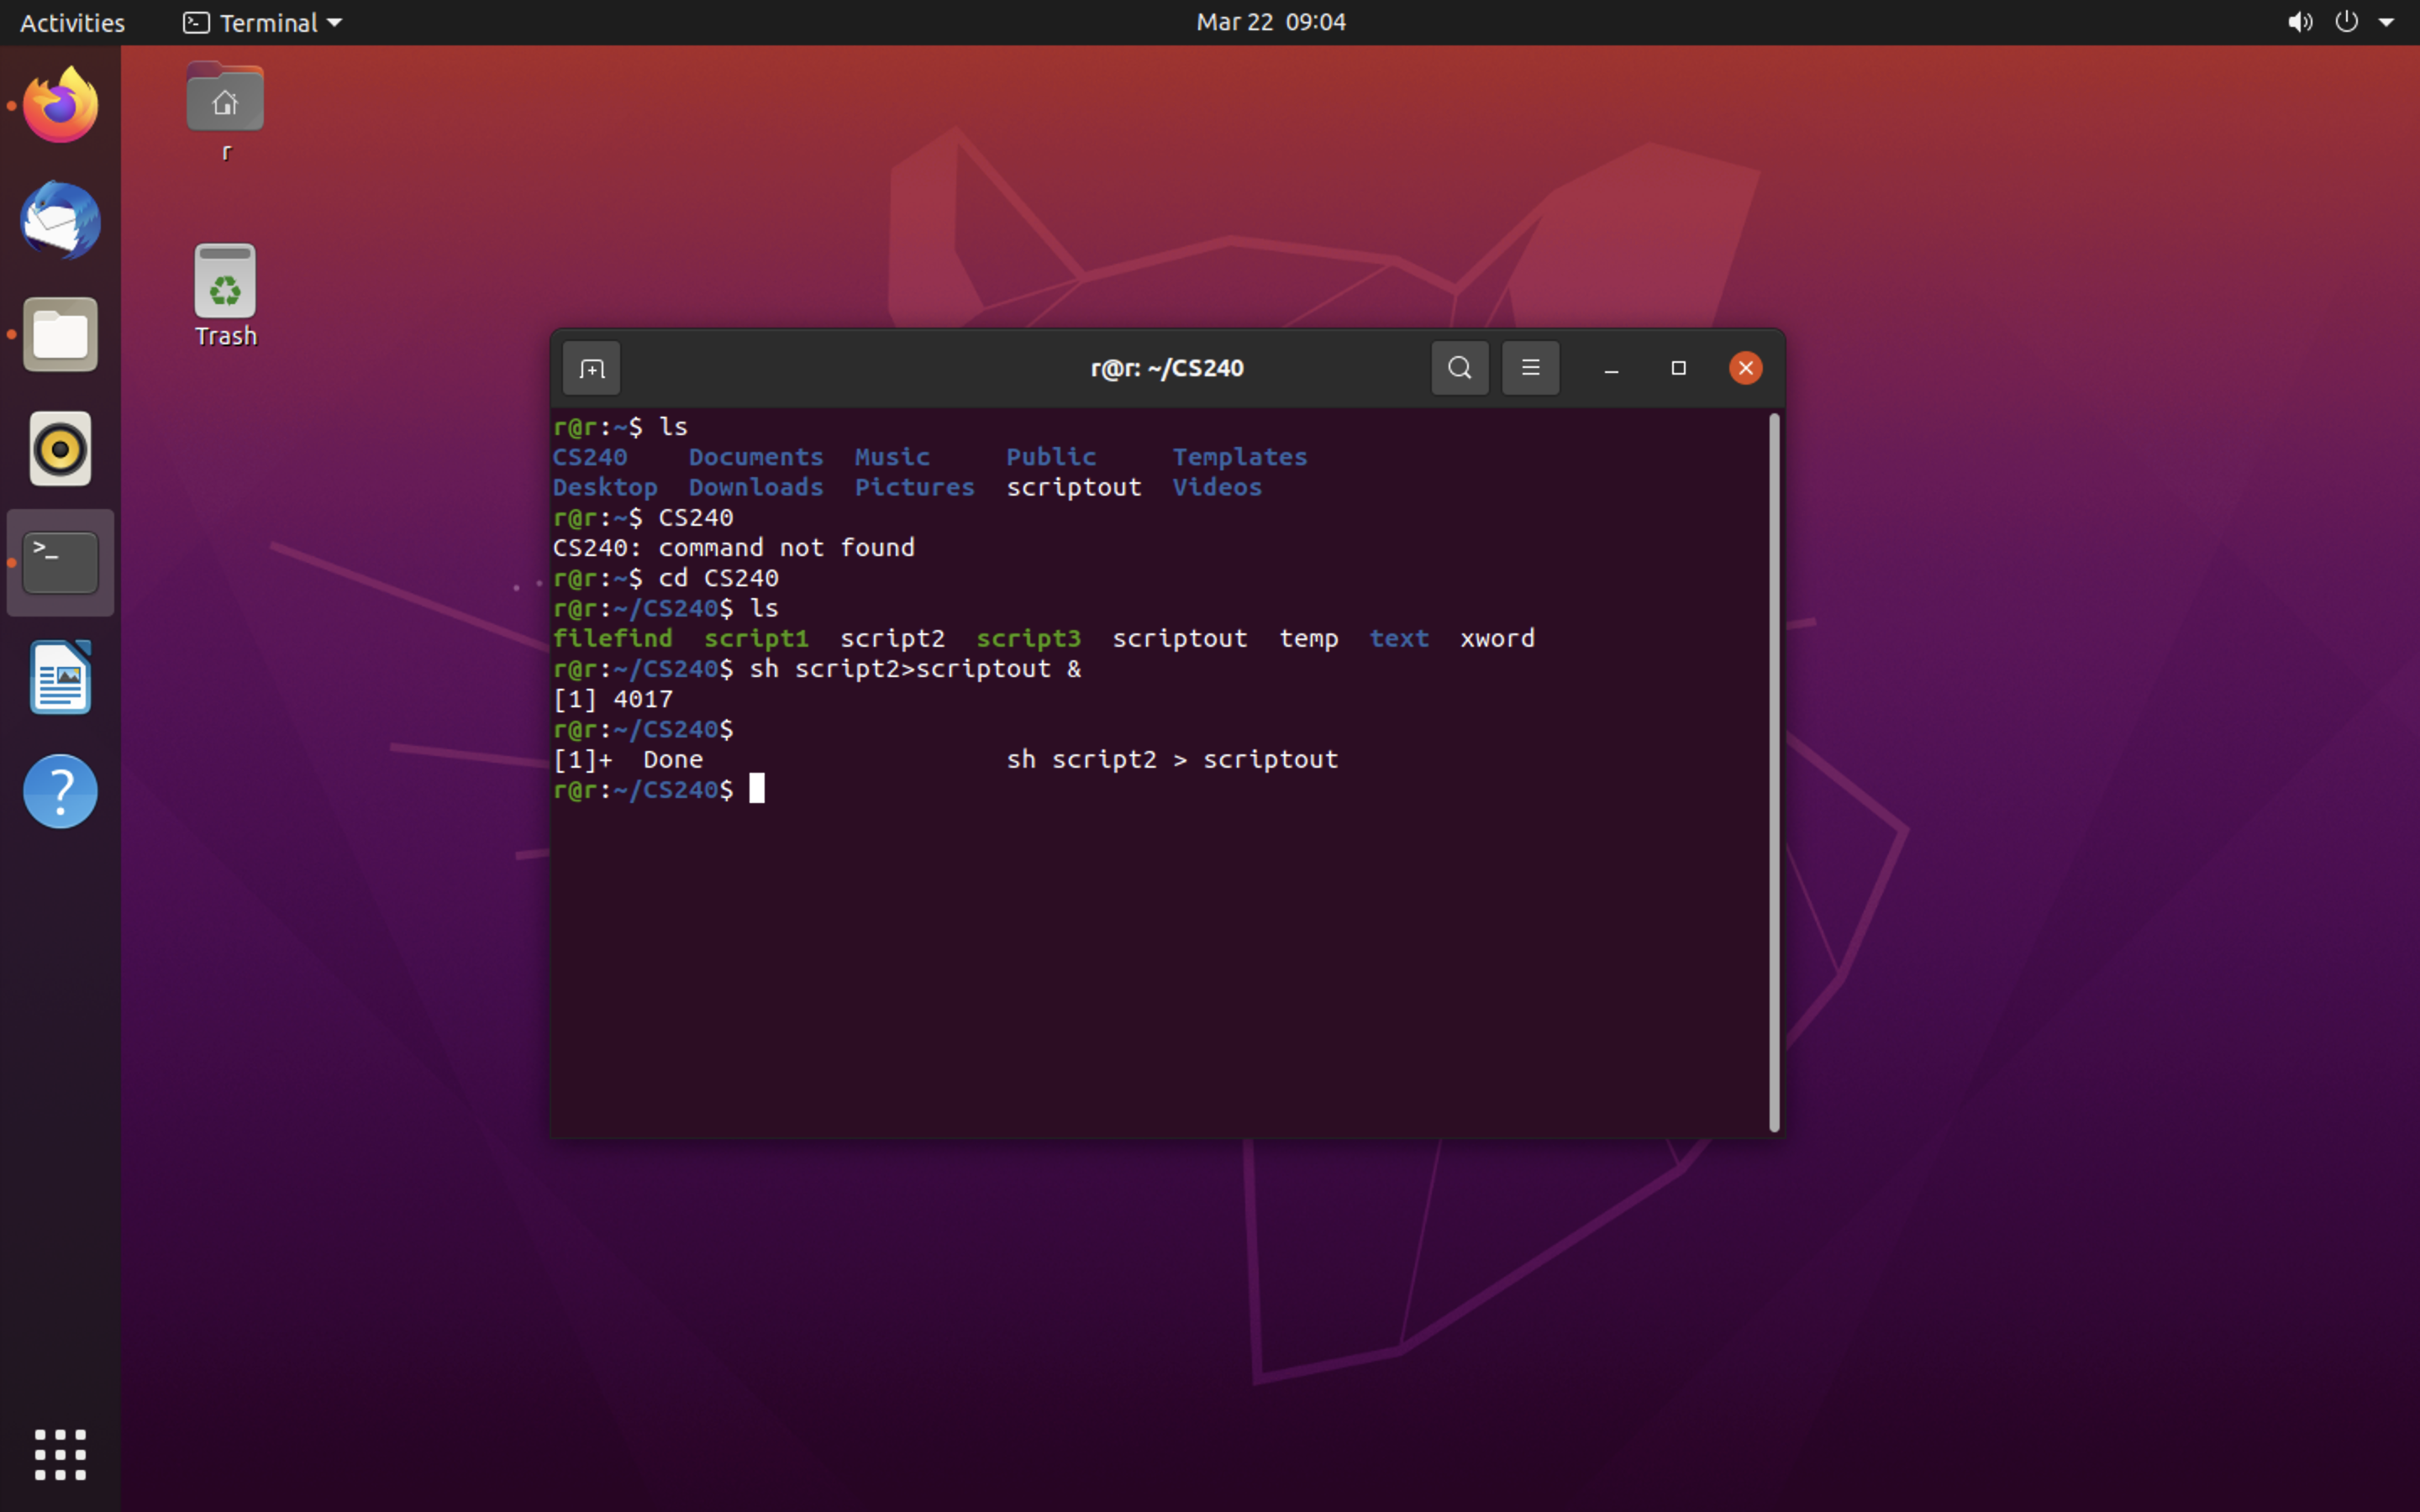 Activities Terminal Mar 22 09:04
r
Trash
r@r: ~/CS240
r@r:~$ ls
CS240 Documents Music Public Templates
Desktop Downloads Pictures scriptout Videos
r@r:~$ CS240
CS240: command not found
r@r:~$ cd CS240
r@r:~/CS240$ ls
filefind script1 script2 script3 scriptout temp text xword
r@r:~/CS240$ sh script2>scriptout &
[1] 4017
r@r:~/CS240$
[1]+ Done sh script2 > scriptout
r@r:~/CS240$